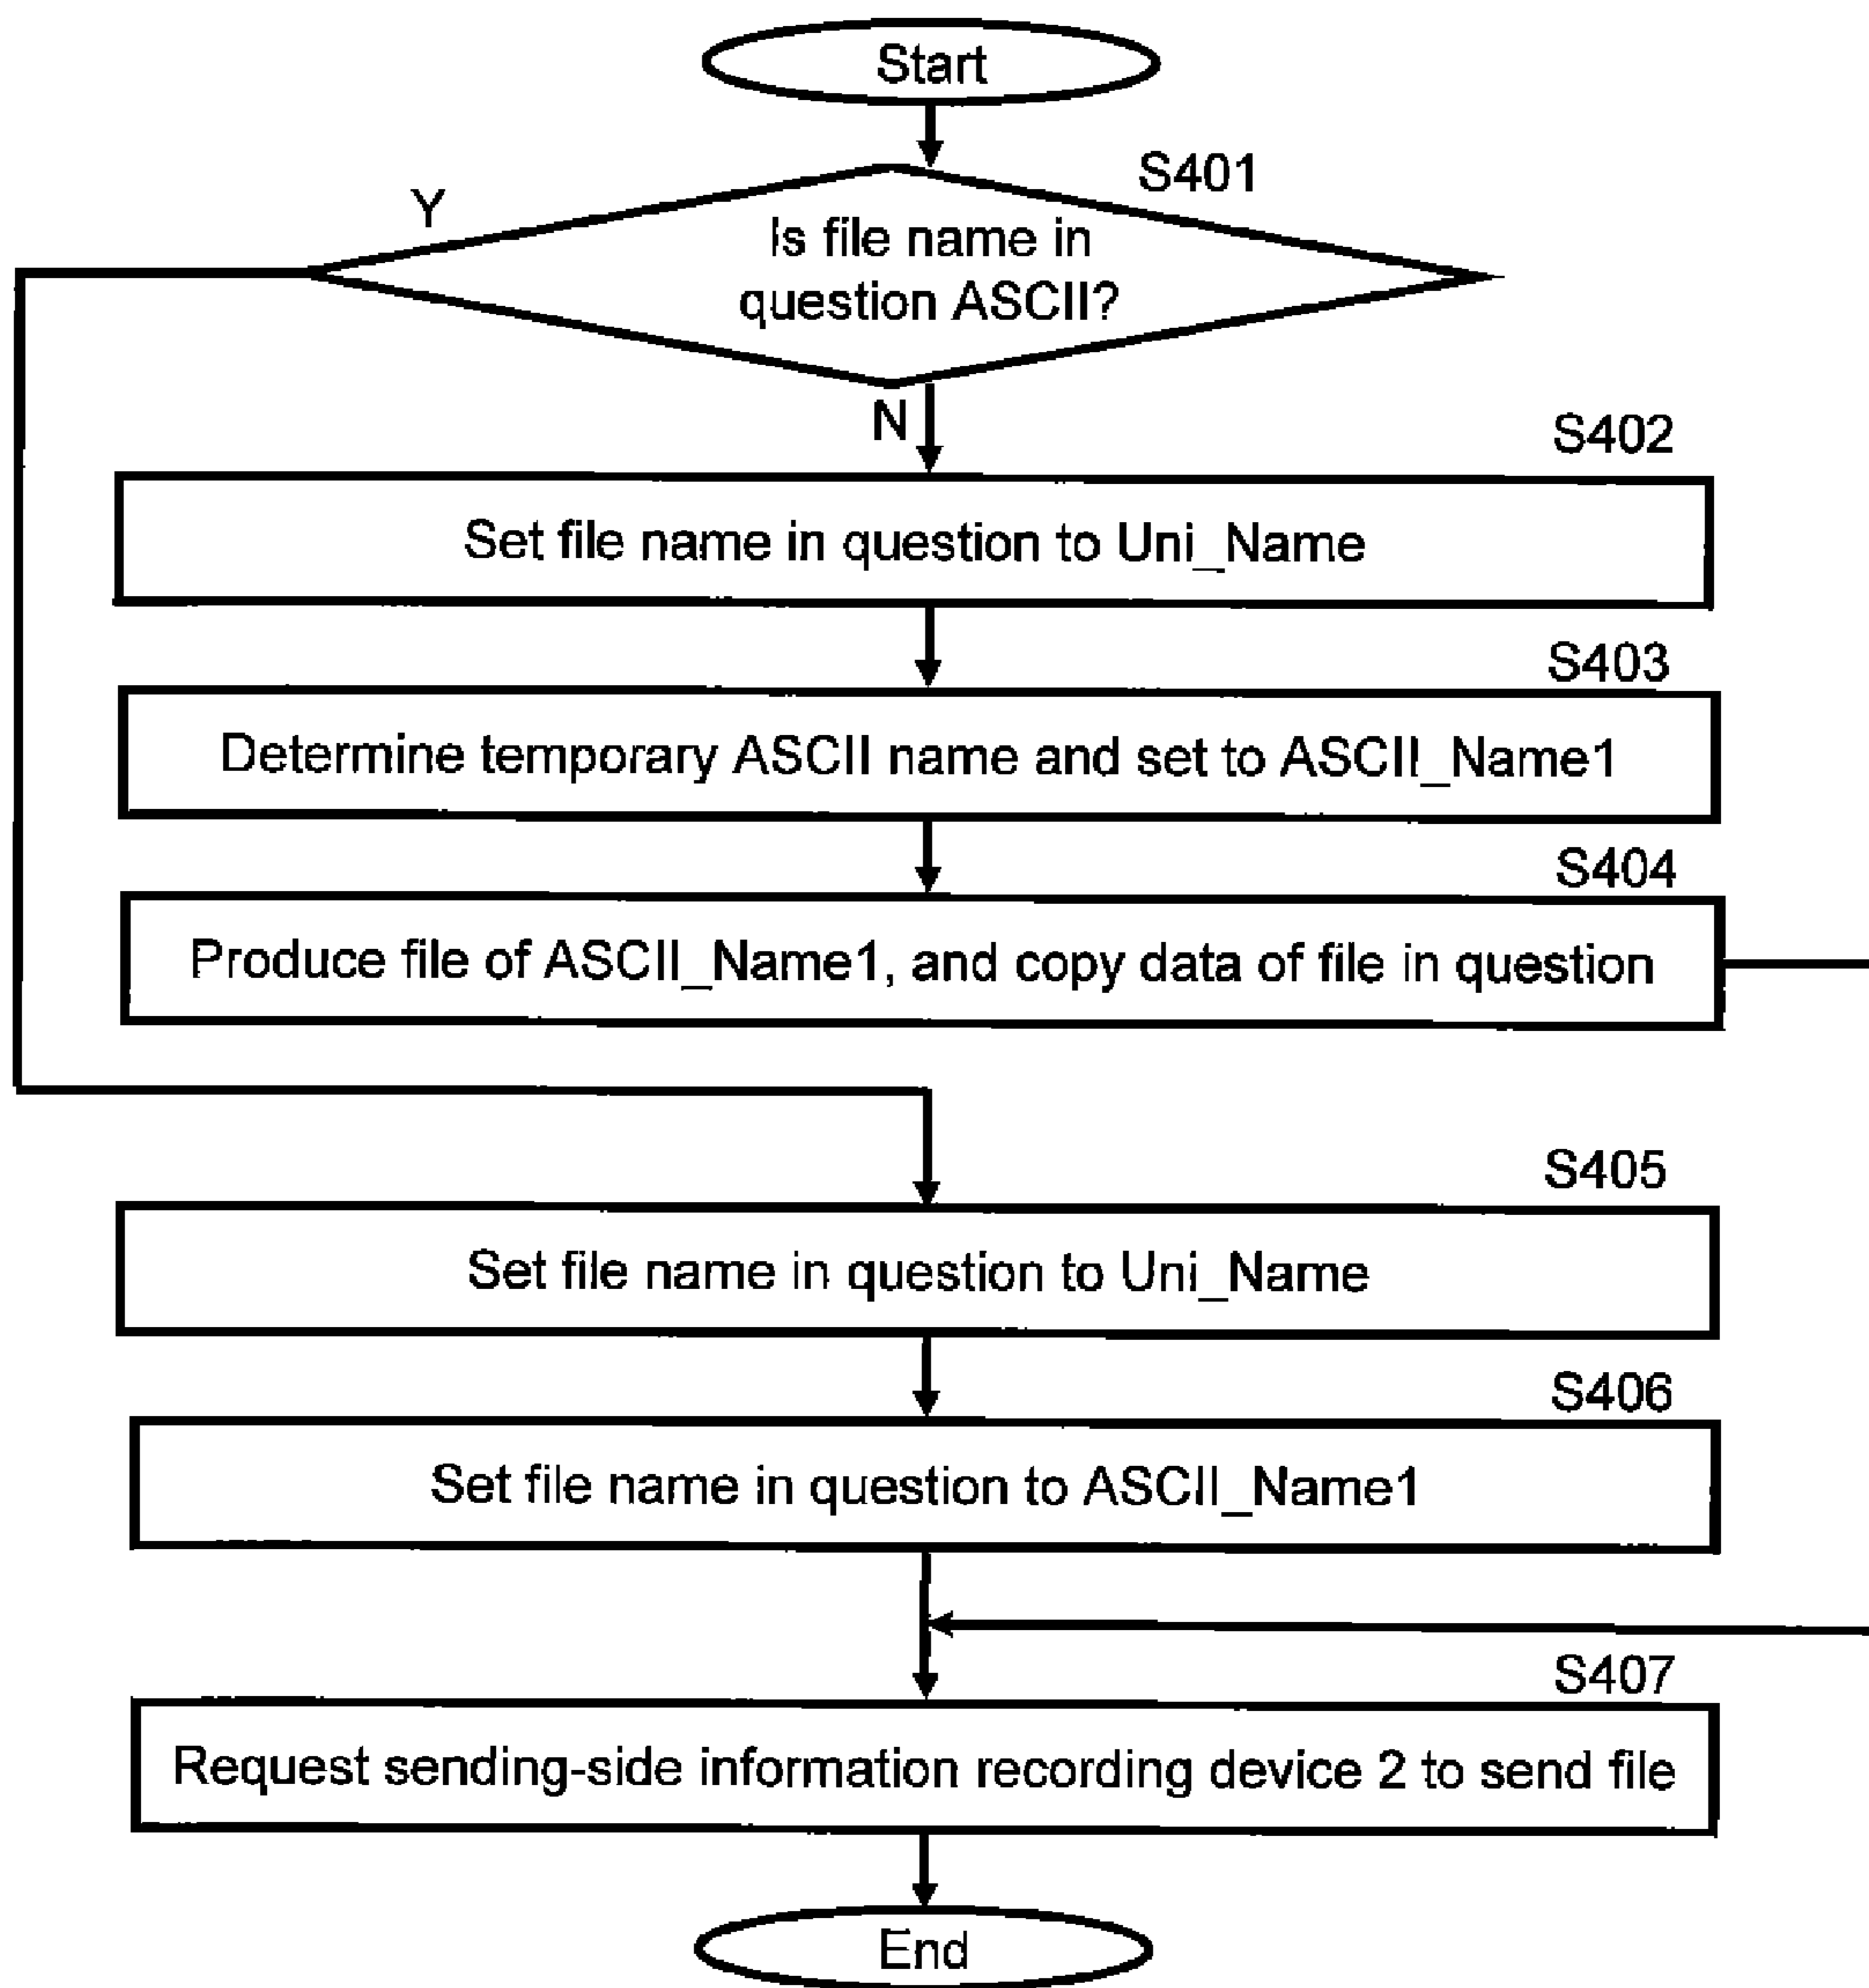 Start
S401
Y
Is file name in
question ASCII?
N
S402
Set file name in question to Uni_Name
S403
Determine temporary ASCII name and set to ASCII_Name1
S404
Produce file of ASCII_Name1, and copy data of file in question
S405
Set file name in question to Uni_Name
S406
Set file name in question to ASCII_Name1
S407
Request sending-side information recording device 2 to send file
End